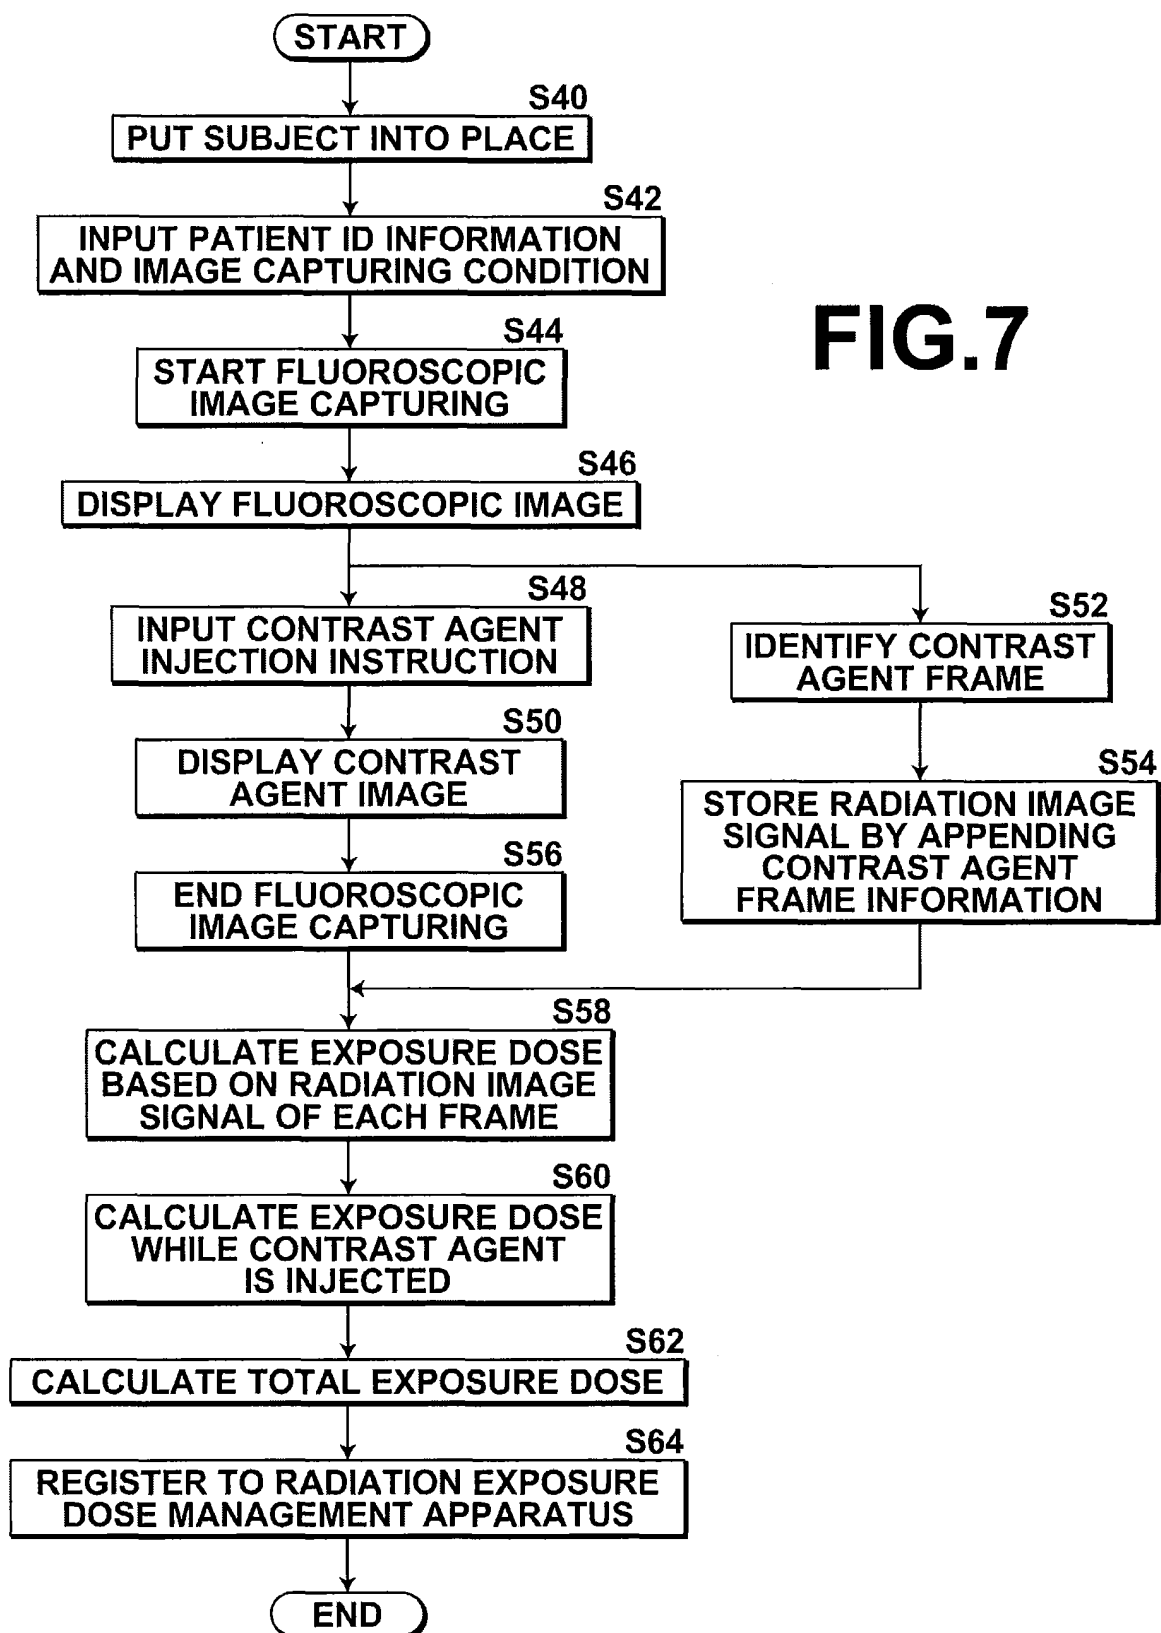 START
S40
PUT SUBJECT INTO PLACE
S42
INPUT PATIENT ID INFORMATION
AND IMAGE CAPTURING CONDITION
FIG.7
S44
START FLUOROSCOPIC
IMAGE CAPTURING
S46
DISPLAY FLUOROSCOPIC IMAGE
S48
INPUT CONTRAST AGENT
INJECTION INSTRUCTION
S50
DISPLAY CONTRAST
AGENT IMAGE
S52
IDENTIFY CONTRAST
AGENT FRAME
S54
STORE RADIATION IMAGE
SIGNAL BY APPENDING
CONTRAST AGENT
FRAME INFORMATION
S56
END FLUOROSCOPIC
IMAGE CAPTURING
S58
CALCULATE EXPOSURE DOSE
BASED ON RADIATION IMAGE
SIGNAL OF EACH FRAME
S60
CALCULATE EXPOSURE DOSE
WHILE CONTRAST AGENT
IS INJECTED
S62
CALCULATE TOTAL EXPOSURE DOSE
S64
REGISTER TO RADIATION EXPOSURE
DOSE MANAGEMENT APPARATUS
END